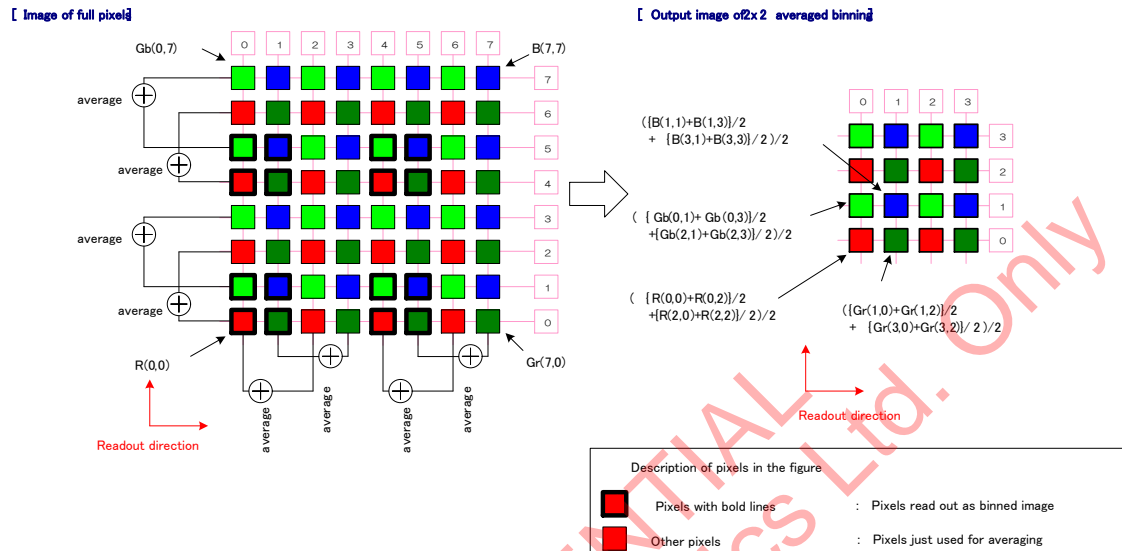 [ Image of full pixels]
[ Output image of2x 2 averaged binning]
Gb(0,7)
0 1 2 3 4 5 6 7
B(7,7)
7
average
6
5
average
4
3
average
2
1
average
0
R(0,0)
Gr(7,0)
average
average
average
average
Readout direction
0 1 2 3
({B(1,1)+B(1,3)}/2
+ {B(3,1)+B(3,3)}/2 )/2
3
2
( { Gb(0,1)+ Gb (0,3)}/2
+{Gb(2,1)+Gb(2,3)}/ 2 )/2
1
0
( {R(0,0)+R(0,2)}/2
+{R(2,0)+R(2,2)}/ 2 )/2
({Gr(1,0)+Gr(1,2)}/2
+ {Gr(3,0)+Gr(3,2)}/ 2 )/2
Readout direction
Description of pixels in the figure
Pixels with bold lines : Pixels read out as binned image
Other pixels : Pixels just used for averaging
Ltd. Only